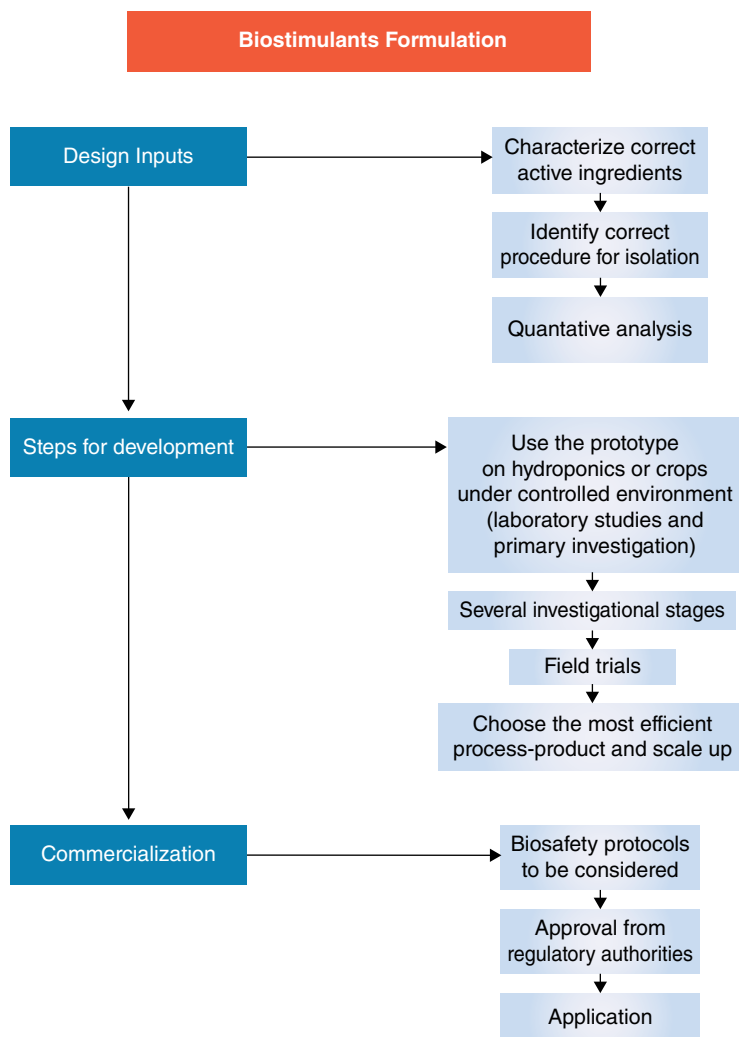 Biostimulants Formulation
Design Inputs
Characterize correct
active ingredients
Identify correct
procedure for isolation
Quantative analysis
Steps for development
Use the prototype
on hydroponics or crops
under controlled environment
(laboratory studies and
primary investigation)
Several investigational stages
Field trials
Choose the most efficient
process-product and scale up
Commercialization
Biosafety protocols
to be considered
Approval from
regulatory authorities
Application